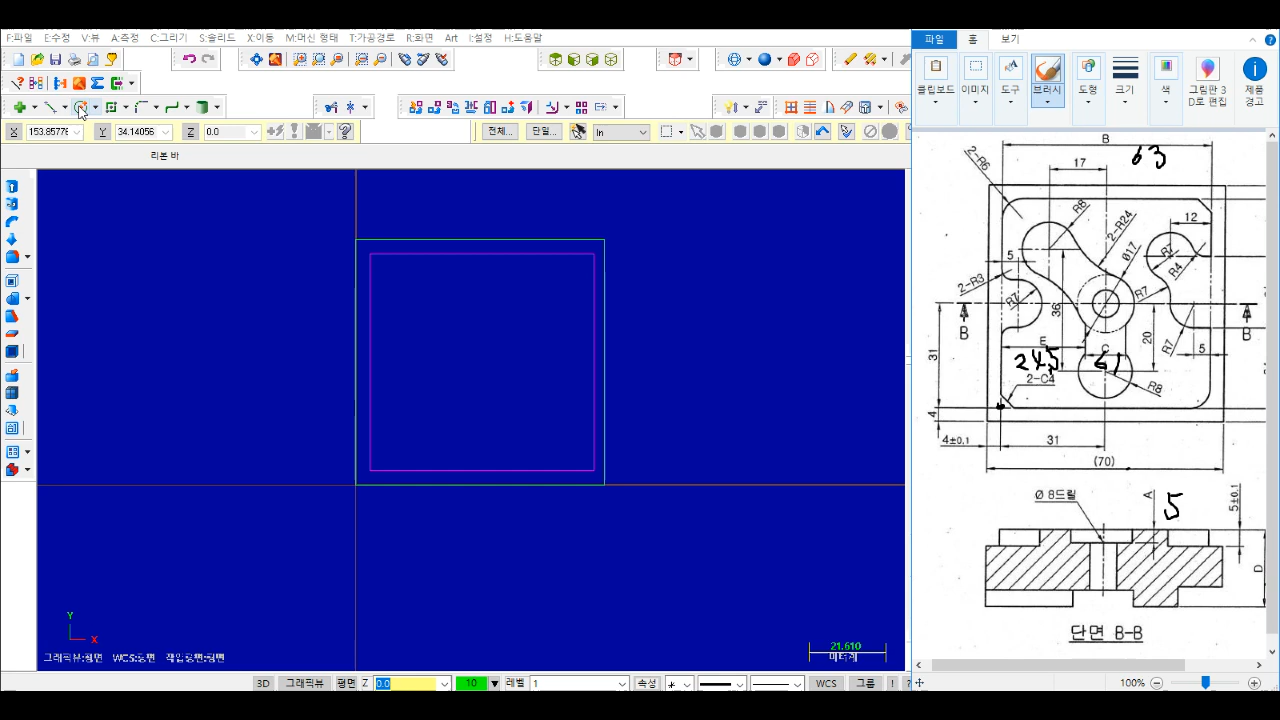 F:파일 E:수정 V:뷰 A:측정 C:그리기 S:솔리드 X:이동 M:머신 형태 T:가공경로 R:화면 Art I:설정 H:도움말
X 153.85778 Y 34.14056 Z 0.0
전체... 단일... In
리본 바
Y
X
그래픽뷰:평면 WCS:평면 작업평면:평면
21.610
미터계
3D 그래픽뷰 평면 Z 0.0 10 레벨 1 속성 WCS 그룹 ! ?
파일 홈 보기
클립보드 이미지 도구 브러시 크기 색 그림판 3D로 편집 제품 경고
B
63
2-R6
17
R8
2-R24
12
Ø17
R7
5
R4
2-R3
R7
R7
36
B
B
20
31
E
C
R7
5
24,5
61
2-C4
R8
4
4±0.1
31
(70)
Ø 8드릴
A
5
5±0.1
D
단면 B-B
100%